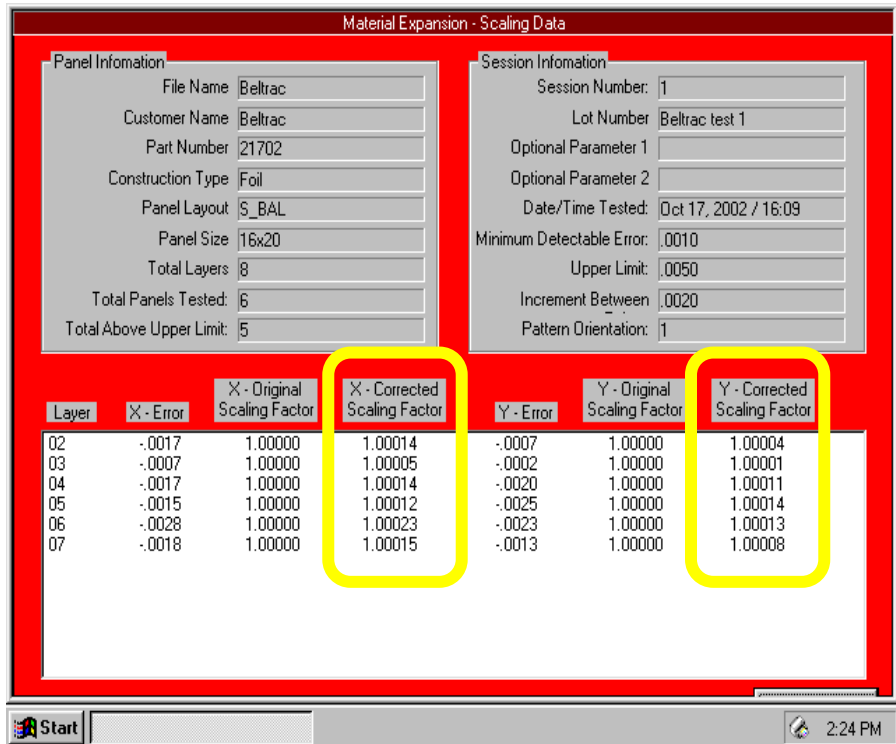 Material Expansion - Scaling Data
Panel Infomation
File Name Beltrac
Customer Name Beltrac
Part Number 21702
Construction Type Foil
Panel Layout S_BAL
Panel Size 16x20
Total Layers 8
Total Panels Tested: 6
Total Above Upper Limit: 5
Session Infomation
Session Number: 1
Lot Number Beltrac test 1
Optional Parameter 1
Optional Parameter 2
Date/Time Tested: Oct 17, 2002 / 16:09
Minimum Detectable Error: .0010
Upper Limit: .0050
Increment Between .0020
Pattern Orientation: 1
Layer X - Error X - Original Scaling Factor X - Corrected Scaling Factor Y - Error Y - Original Scaling Factor Y - Corrected Scaling Factor
02 -.0017 1.00000 1.00014 -.0007 1.00000 1.00004
03 -.0007 1.00000 1.00005 -.0002 1.00000 1.00001
04 -.0017 1.00000 1.00014 -.0020 1.00000 1.00011
05 -.0015 1.00000 1.00012 -.0025 1.00000 1.00014
06 -.0028 1.00000 1.00023 -.0023 1.00000 1.00013
07 -.0018 1.00000 1.00015 -.0013 1.00000 1.00008
Start
2:24 PM